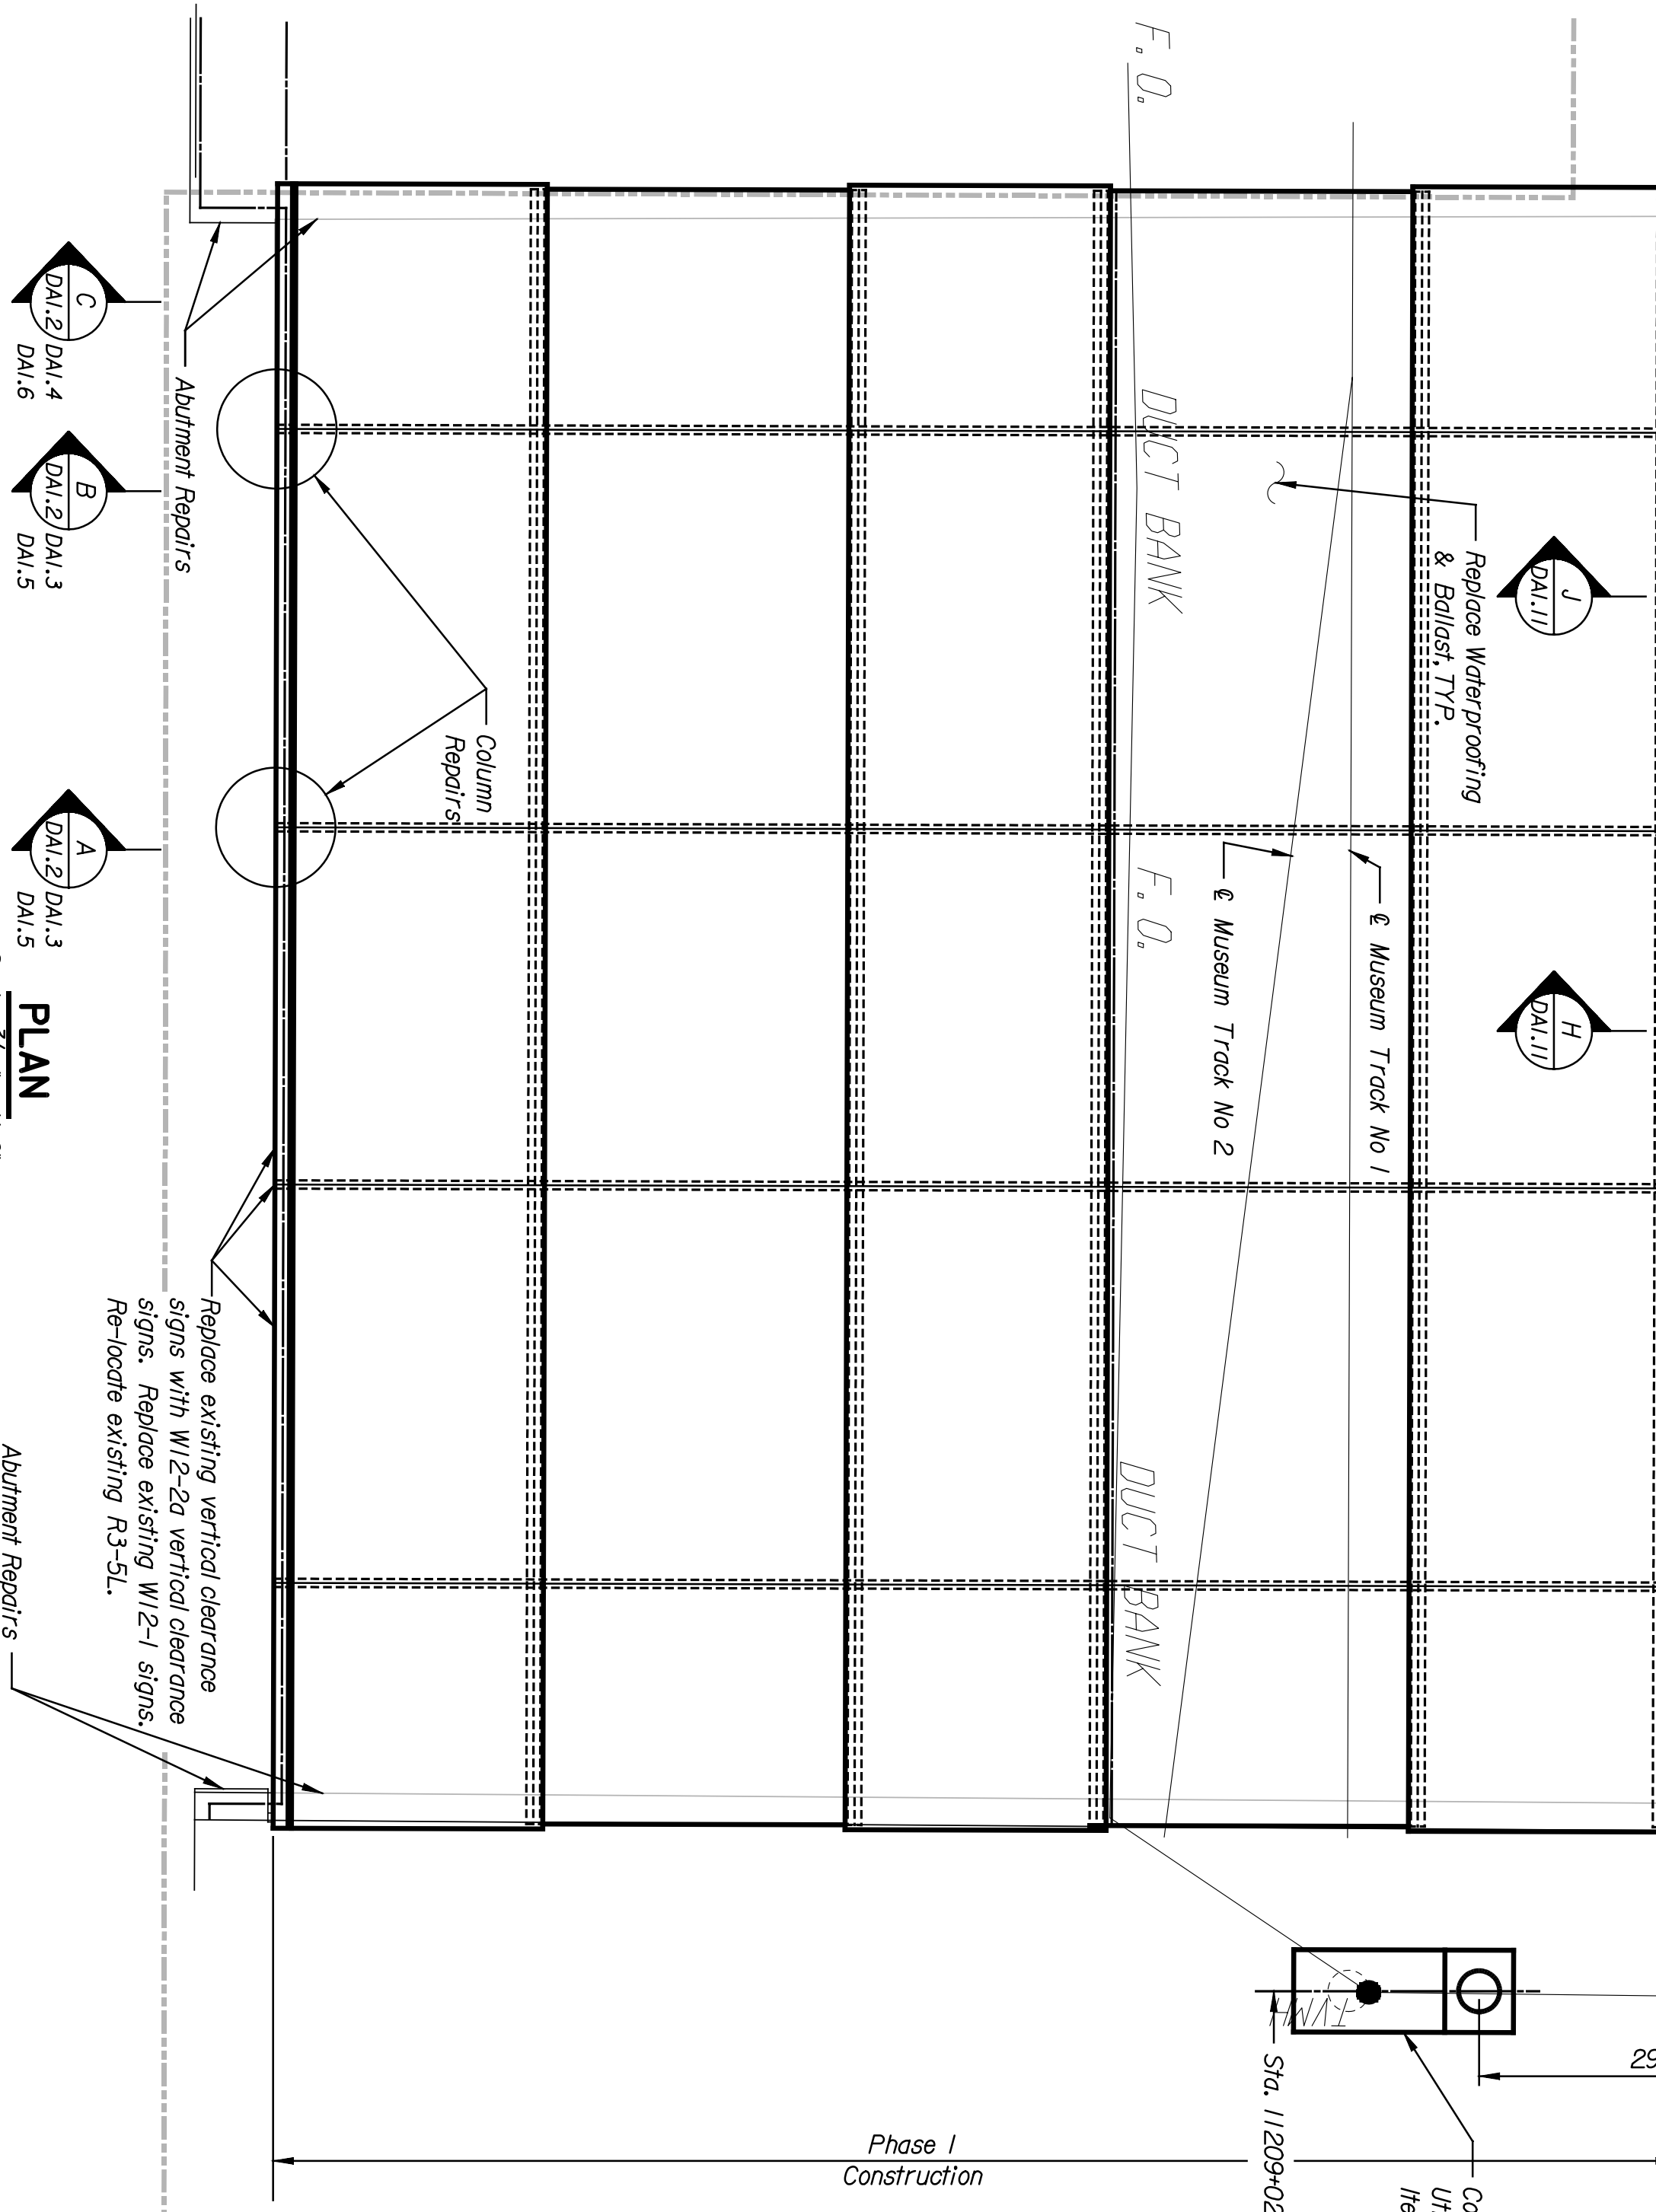 F. O.
DUCT BANK
Replace Waterproofing
& Ballast, TYP.
J
DA1.11
H
DA1.11
℄ Museum Track No 1
℄ Museum Track No 2
F. O.
DUCT BANK
Column
Repairs
Abutment Repairs
C
DA1.2
DA1.4
DA1.6
B
DA1.2
DA1.3
DA1.5
A
DA1.2
DA1.3
DA1.5
PLAN
Replace existing vertical clearance
signs with W12-2a vertical clearance
signs. Replace existing W12-1 signs.
Re-locate existing R3-5L.
Abutment Repairs
TMH
29
Sta. 11209+02
Phase 1
Construction